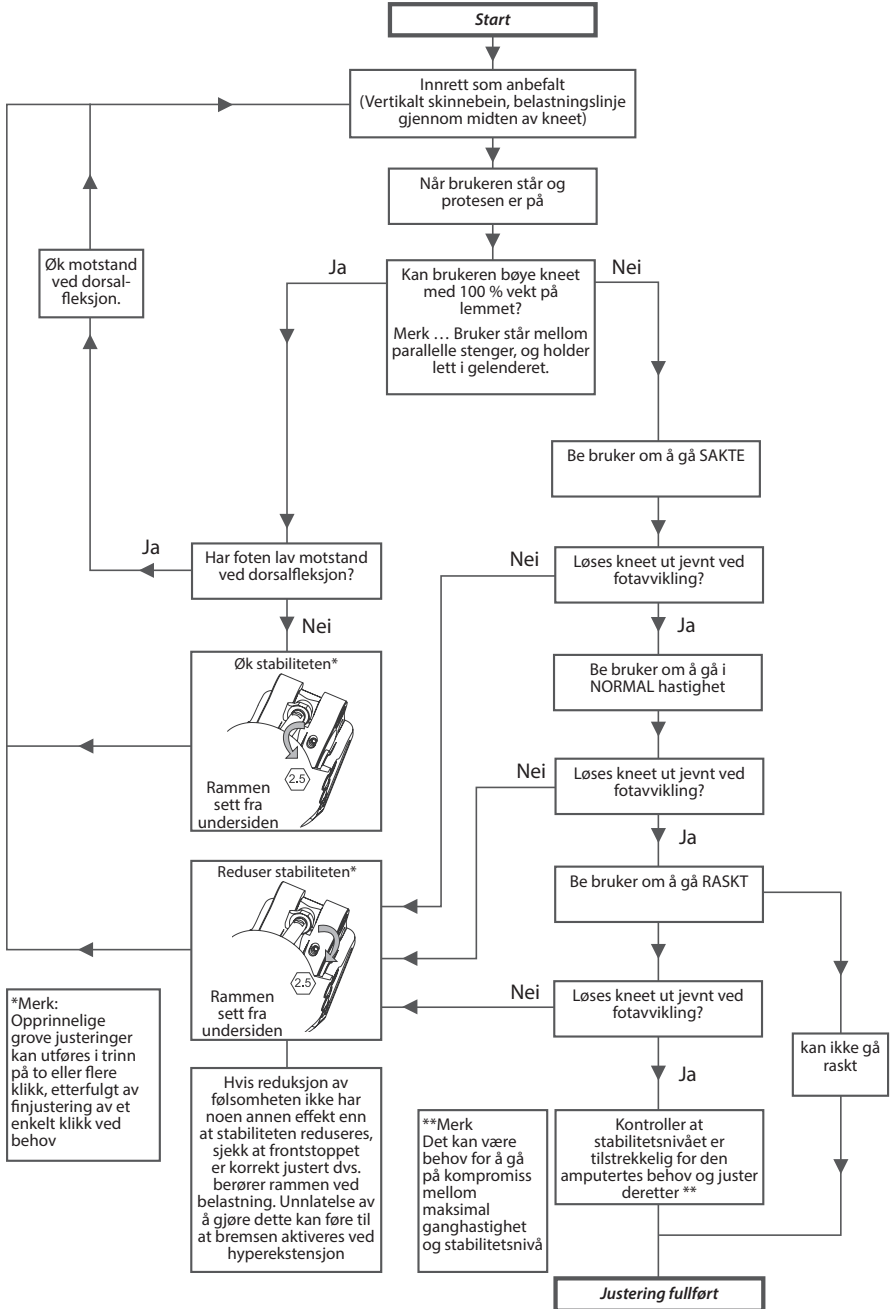 Start
Innrett som anbefalt
(Vertikalt skinnebein, belastningslinje
gjennom midten av kneet)
Når brukeren står og
protesen er på
Øk motstand
ved dorsal-
fleksjon.
Ja
Kan brukeren bøye kneet
med 100 % vekt på
lemmet?
Merk … Bruker står mellom
parallelle stenger, og holder
lett i gelenderet.
Nei
Be bruker om å gå SAKTE
Ja
Har foten lav motstand
ved dorsalfleksjon?
Nei
Løses kneet ut jevnt ved
fotavvikling?
Nei
Ja
Øk stabiliteten*
2.5
Rammen
sett fra
undersiden
Be bruker om å gå i
NORMAL hastighet
Nei
Løses kneet ut jevnt ved
fotavvikling?
Ja
Reduser stabiliteten*
2.5
Rammen
sett fra
undersiden
Be bruker om å gå RASKT
Nei
Løses kneet ut jevnt ved
fotavvikling?
kan ikke gå
raskt
Ja
*Merk:
Opprinnelige
grove justeringer
kan utføres i trinn
på to eller flere
klikk, etterfulgt av
finjustering av et
enkelt klikk ved
behov
Hvis reduksjon av
følsomheten ikke har
noen annen effekt enn
at stabiliteten reduseres,
sjekk at frontstoppet
er korrekt justert dvs.
berører rammen ved
belastning. Unnlatelse av
å gjøre dette kan føre til
at bremsen aktiveres ved
hyperekstensjon
**Merk
Det kan være
behov for å gå
på kompromiss
mellom
maksimal
ganghastighet
og stabilitetsnivå
Kontroller at
stabilitetsnivået er
tilstrekkelig for den
amputertes behov og juster
deretter **
Justering fullført